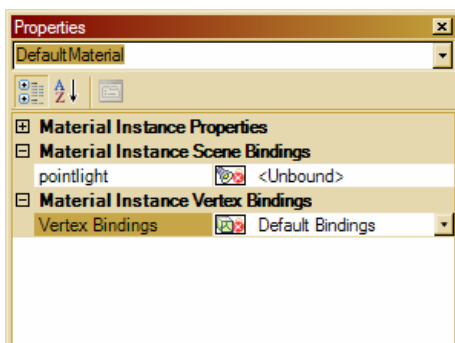 Properties
DefaultMaterial
Material Instance Properties
Material Instance Scene Bindings
pointlight <Unbound>
Material Instance Vertex Bindings
Vertex Bindings Default Bindings